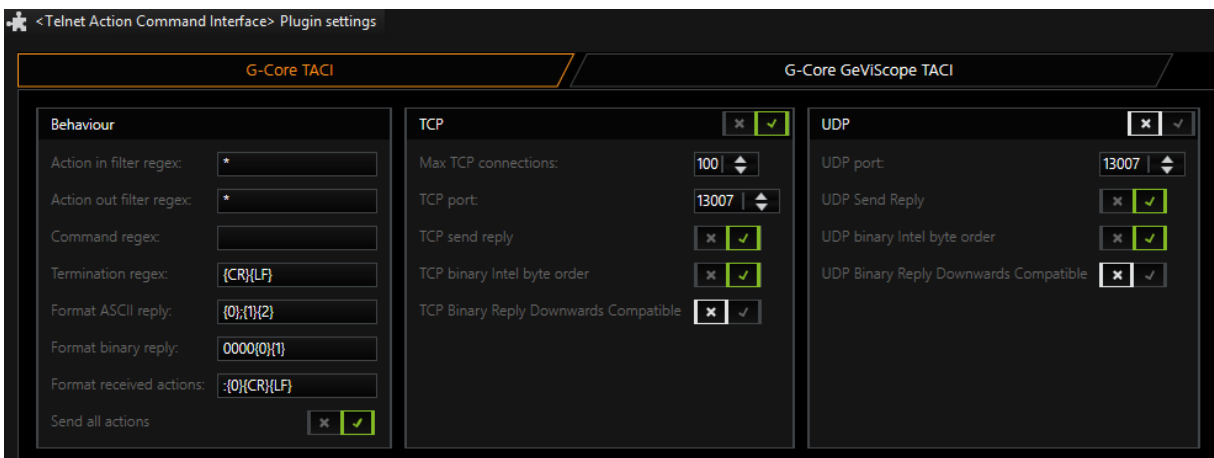 <Telnet Action Command Interface> Plugin settings
G-Core TACI
G-Core GeViScope TACI
Behaviour
Action in filter regex: *
Action out filter regex: *
Command regex:
Termination regex: {CR}{LF}
Format ASCII reply: {0};{1}{2}
Format binary reply: 0000{0}{1}
Format received actions: :{0}{CR}{LF}
Send all actions
TCP
Max TCP connections: 100
TCP port: 13007
TCP send reply
TCP binary Intel byte order
TCP Binary Reply Downwards Compatible
UDP
UDP port: 13007
UDP Send Reply
UDP binary Intel byte order
UDP Binary Reply Downwards Compatible